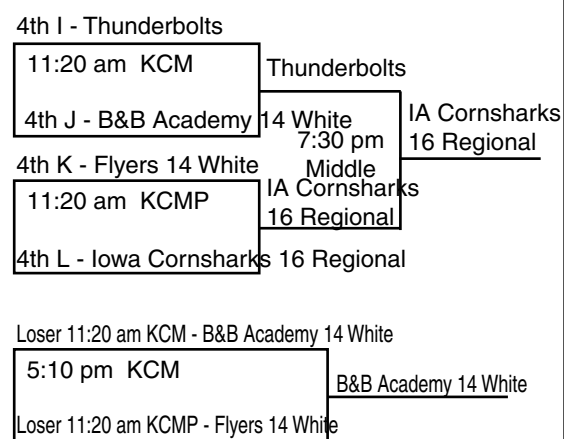 4th I - Thunderbolts
11:20 am KCM
Thunderbolts
4th J - B&B Academy 14 White
7:30 pm
Middle
IA Cornsharks
16 Regional
4th K - Flyers 14 White
11:20 am KCMP
IA Cornsharks
16 Regional
4th L - Iowa Cornsharks 16 Regional
Loser 11:20 am KCM - B&B Academy 14 White
5:10 pm KCM
B&B Academy 14 White
Loser 11:20 am KCMP - Flyers 14 White